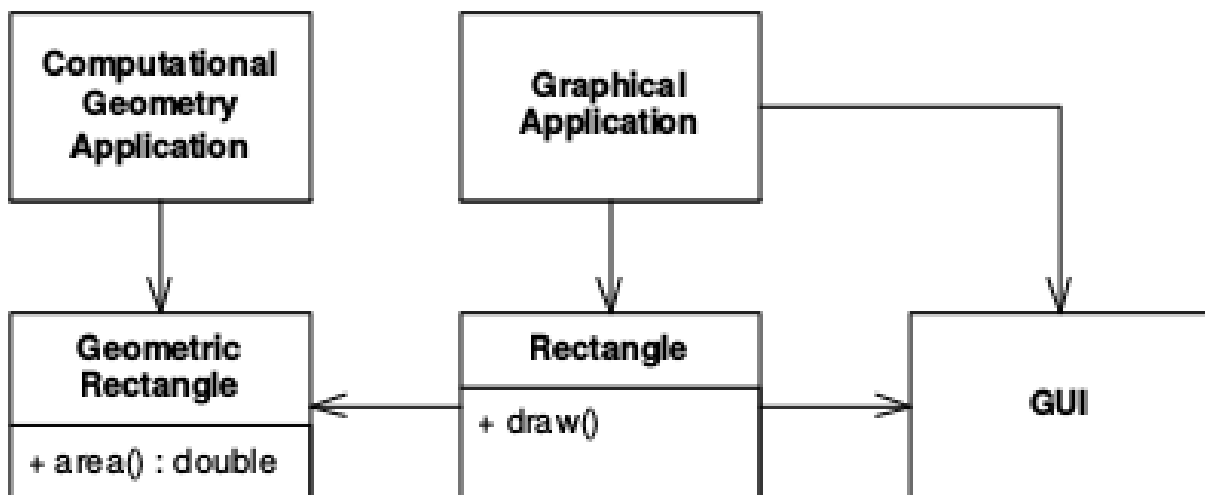 Computational
Geometry
Application
Graphical
Application
Geometric
Rectangle
+ area() : double
Rectangle
+ draw()
GUI